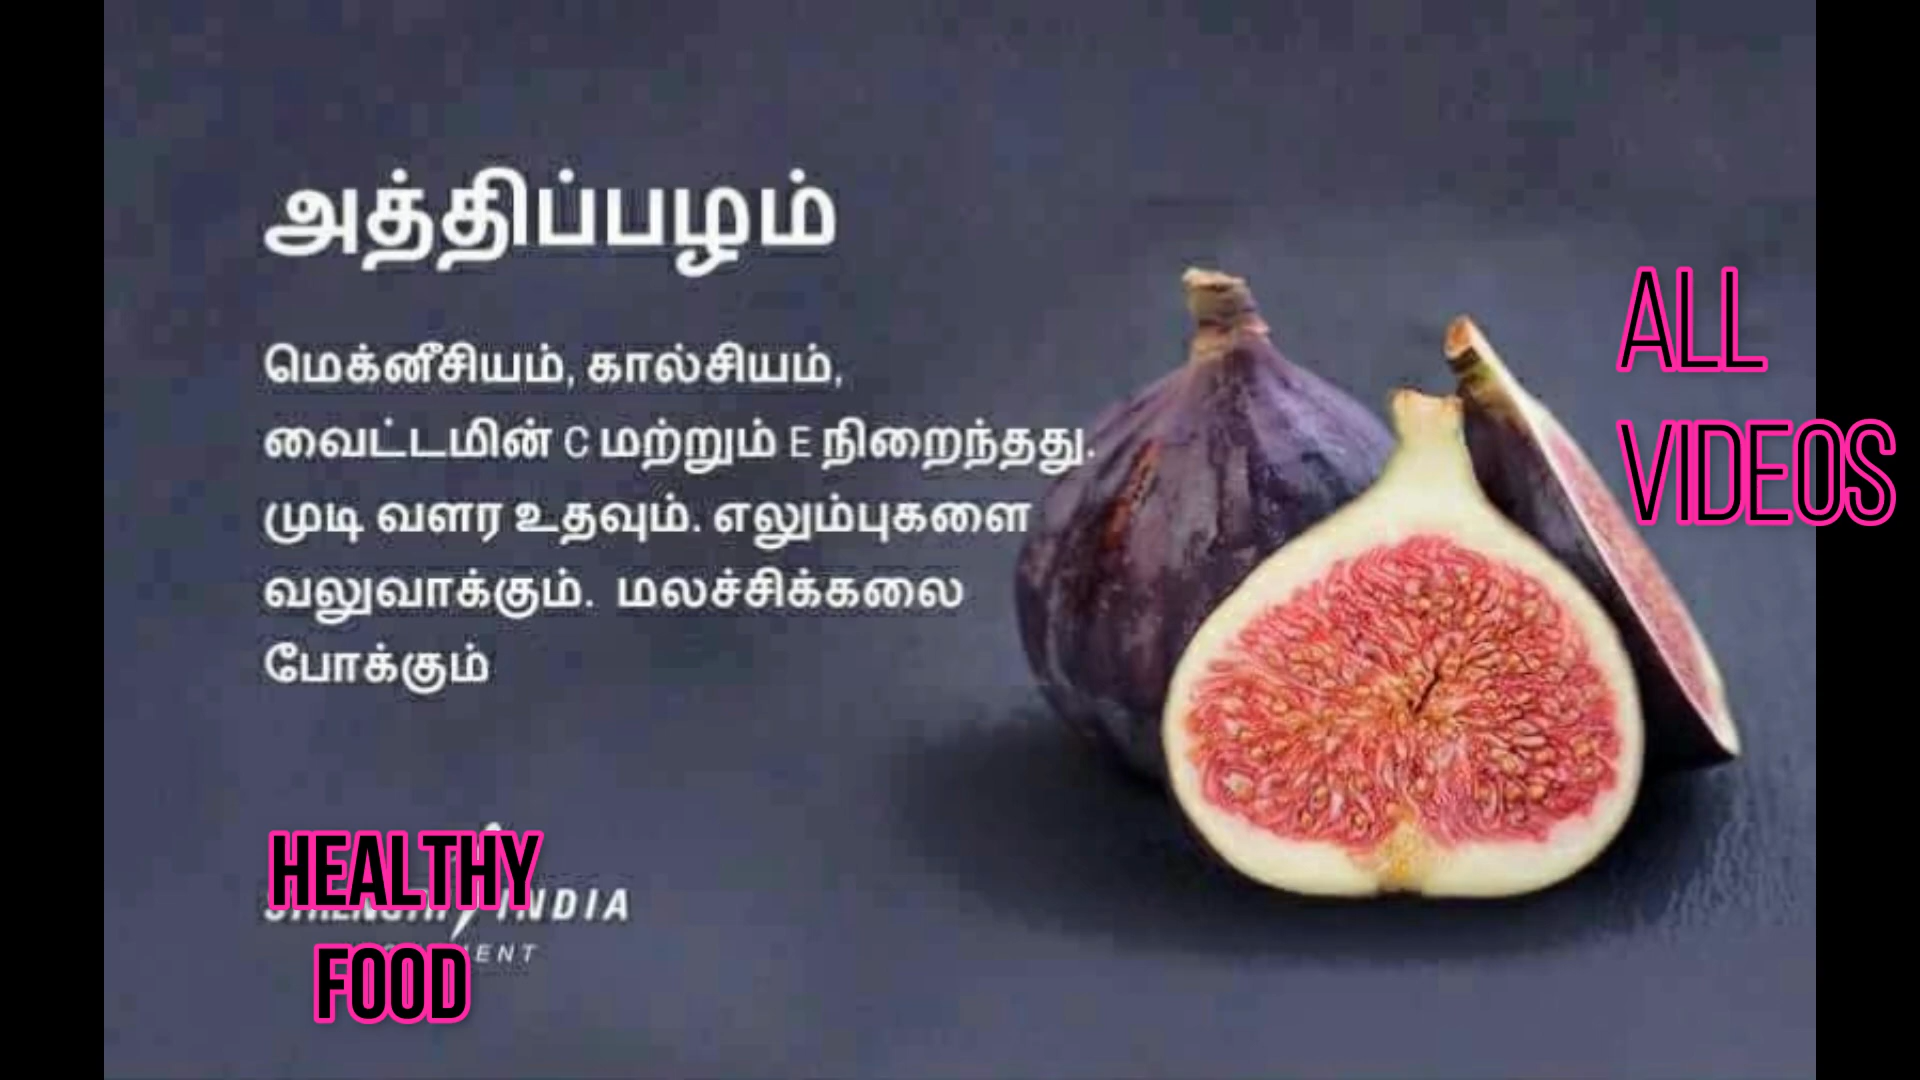 அத்திப்பழம்
மெக்னீசியம், கால்சியம்,
வைட்டமின் C மற்றும் E நிறைந்தது.
முடி வளர உதவும். எலும்புகளை
வலுவாக்கும். மலச்சிக்கலை
போக்கும்
ALL
VIDEOS
HEALTHY
INDIA
FOOD